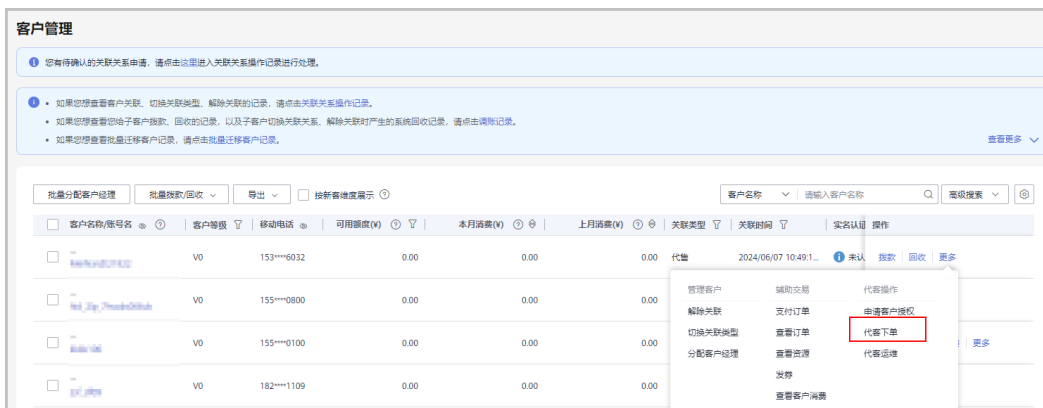 客户管理
您有待确认的关联关系申请，请点击这里进入关联关系操作记录进行处理。
• 如果您想查看客户关联、切换关联类型、解除关联的记录，请点击关联关系操作记录。
• 如果您想查看您给子客户拨款、回收的记录，以及子客户切换关联关系、解除关联时产生的系统回收记录，请点击调账记录。
• 如果您想查看批量迁移客户记录，请点击批量迁移客户记录。 查看更多
批量分配客户经理 批量拨款/回收 导出 按新客维度展示 客户名称 请输入客户名称 高级搜索
客户名称/账号名 客户等级 移动电话 可用额度(¥) 本月消费(¥) 上月消费(¥) 关联类型 关联时间 实名认证 操作
-- V0 153****6032 0.00 0.00 0.00 代售 2024/06/07 10:49:1... 未认 拨款 回收 更多
管理客户 辅助交易 代客操作
-- V0 155****0800 0.00 0.00 0.00 解除关联 支付订单 申请客户授权
切换关联类型 查看订单 代客下单
-- V0 155****0100 0.00 0.00 0.00 更多
分配客户经理 查看资源 代客运维
发券
-- V0 182****1109 0.00 0.00 0.00
查看客户消费